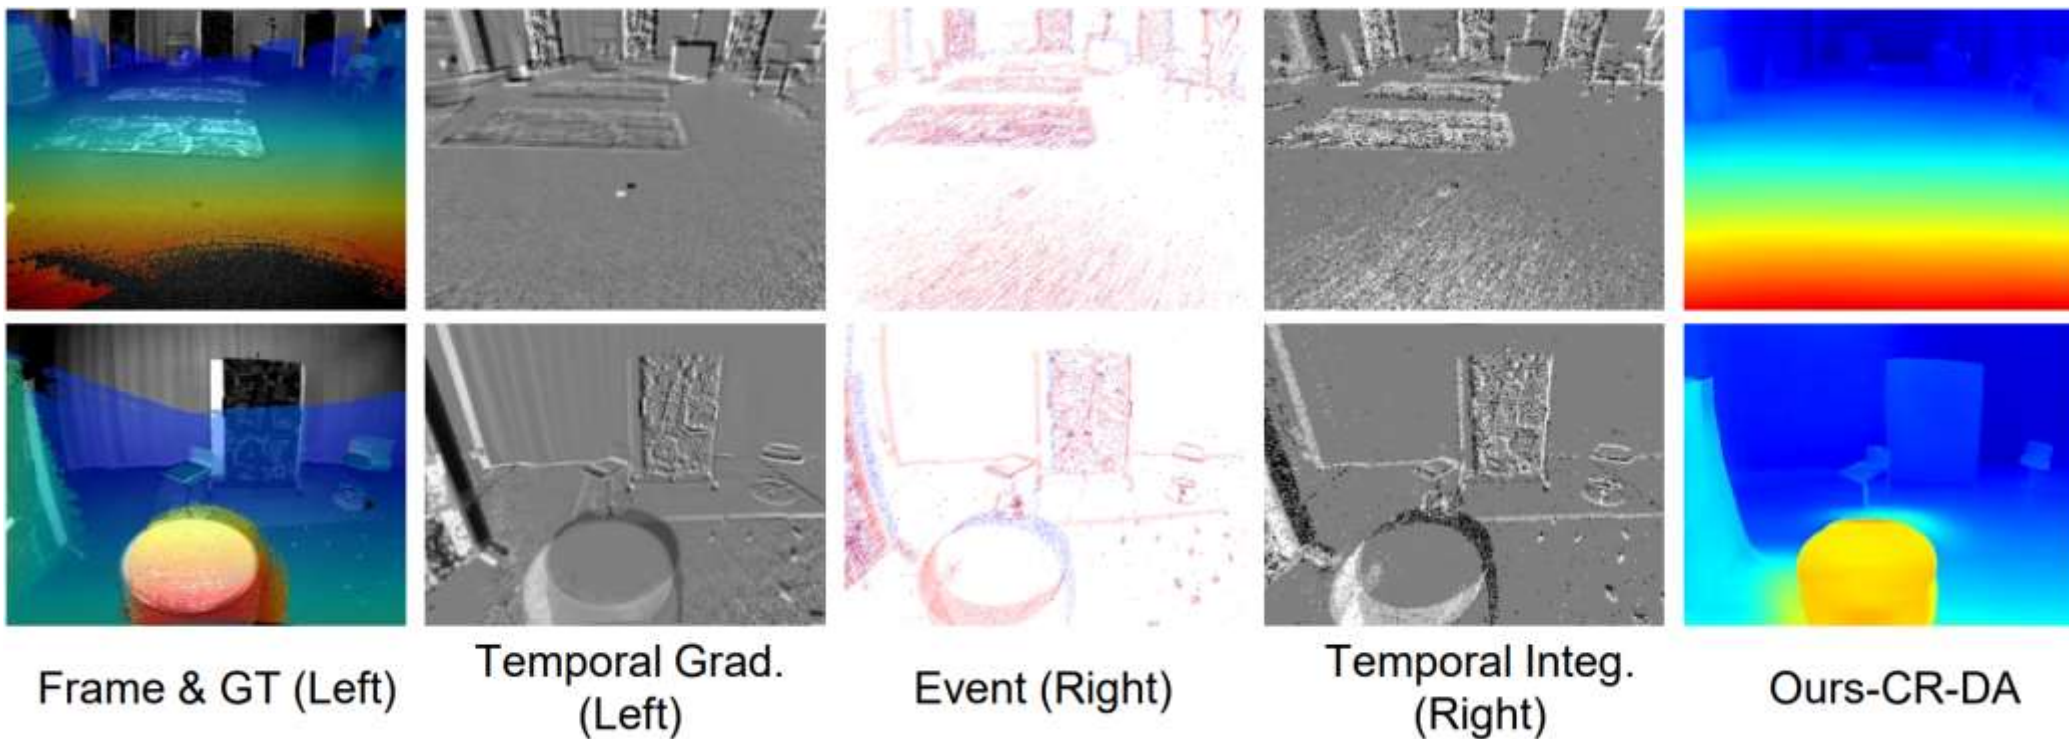 Frame & GT (Left)
Temporal Grad.
(Left)
Event (Right)
Temporal Integ.
(Right)
Ours-CR-DA